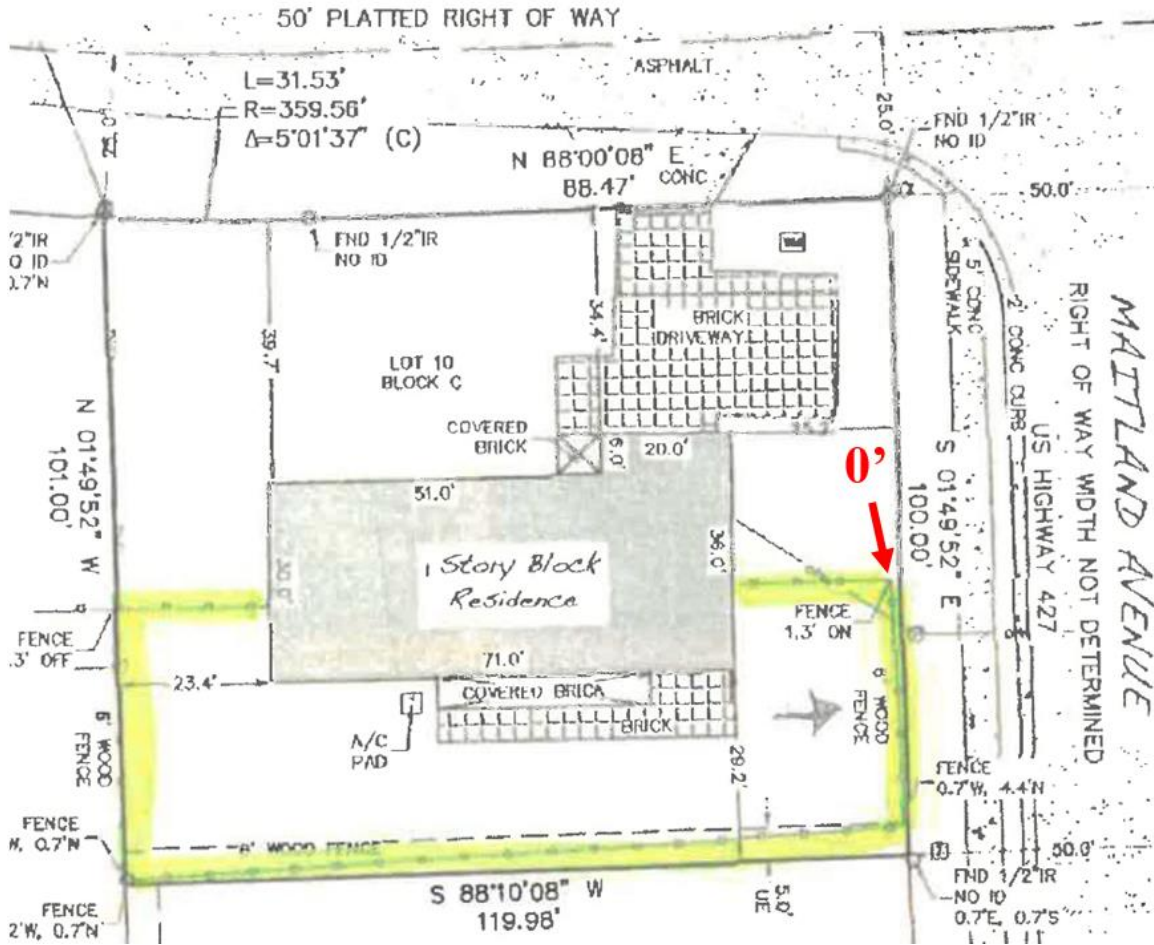 50' PLATTED RIGHT OF WAY
ASPHALT
L=31.53'
R=359.56'
Δ=5'01'37" (C)
25.0'
FND 1/2"IR
NO ID
N 88'00'08" E
88.47'
CONC
50.0'
FND 1/2"IR
NO ID
/2"IR
O ID
0.7'N
5' CONC
SIDEWALK
2' CONC CURB
MAITLAND AVENUE
RIGHT OF WAY WIDTH NOT DETERMINED
US HIGHWAY 427
S 01'49'52" E
100.00'
39.7'
34.4'
BRICK
DRIVEWAY
LOT 10
BLOCK C
COVERED
BRICK
6.0'
20.0'
N 01'49'52" W
101.00'
51.0'
0'
36.0'
1 Story Block
Residence
FENCE
1.3' ON
FENCE
.3' OFF
71.0'
23.4'
COVERED BRICK
BRICK
A/C
PAD
6' WOOD
FENCE
WOOD
FENCE
29.2'
FENCE
0.7'W, 4.4'N
FENCE
W, 0.7'N
6' WOOD FENCE
50.0'
S 88'10'08" W
119.98'
5.0'
UE
FND 1/2"IR
NO ID
0.7'E, 0.7'S
FENCE
2'W, 0.7'N